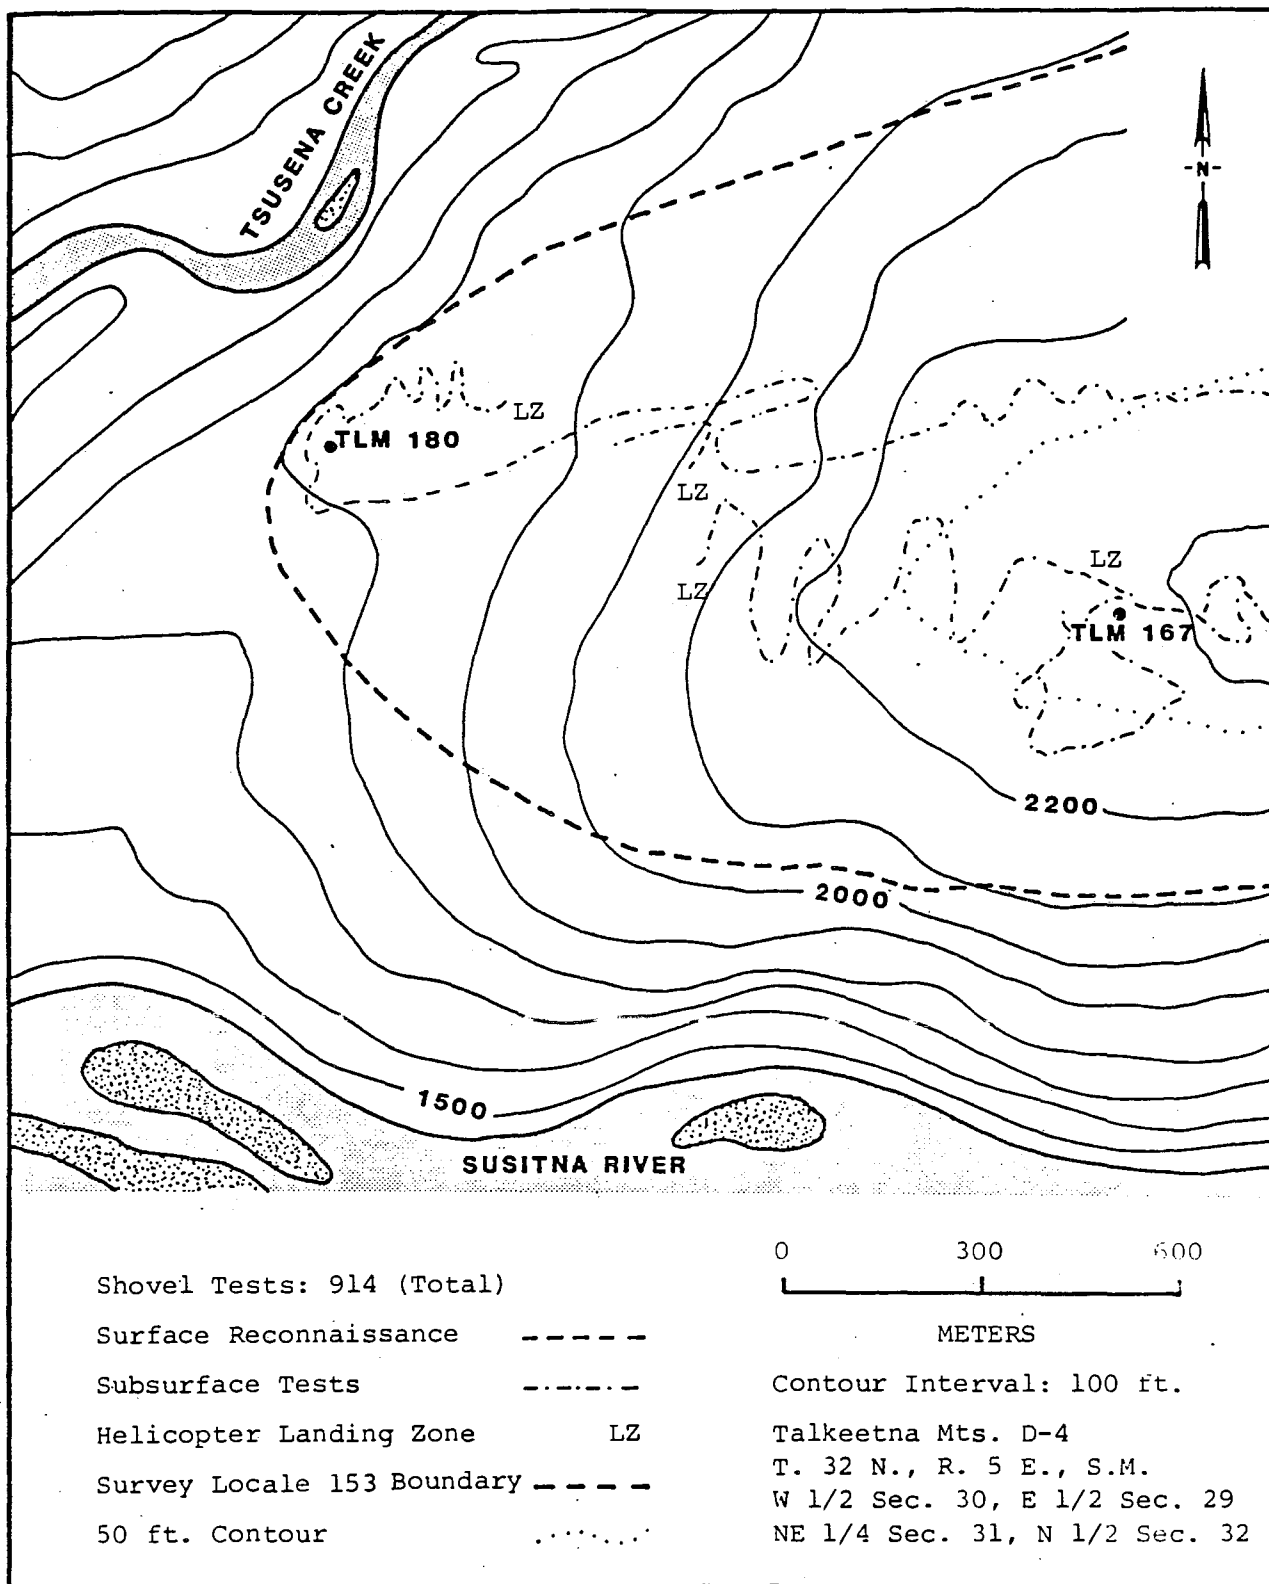 TSUSENA CREEK
-N-
LZ
TLM 180
LZ
LZ
LZ
TLM 167
2200
2000
1500
SUSITNA RIVER
0 300 600
METERS
Shovel Tests: 914 (Total)
Surface Reconnaissance
Subsurface Tests
Helicopter Landing Zone LZ
Survey Locale 153 Boundary
50 ft. Contour
Contour Interval: 100 ft.
Talkeetna Mts. D-4
T. 32 N., R. 5 E., S.M.
W 1/2 Sec. 30, E 1/2 Sec. 29
NE 1/4 Sec. 31, N 1/2 Sec. 32